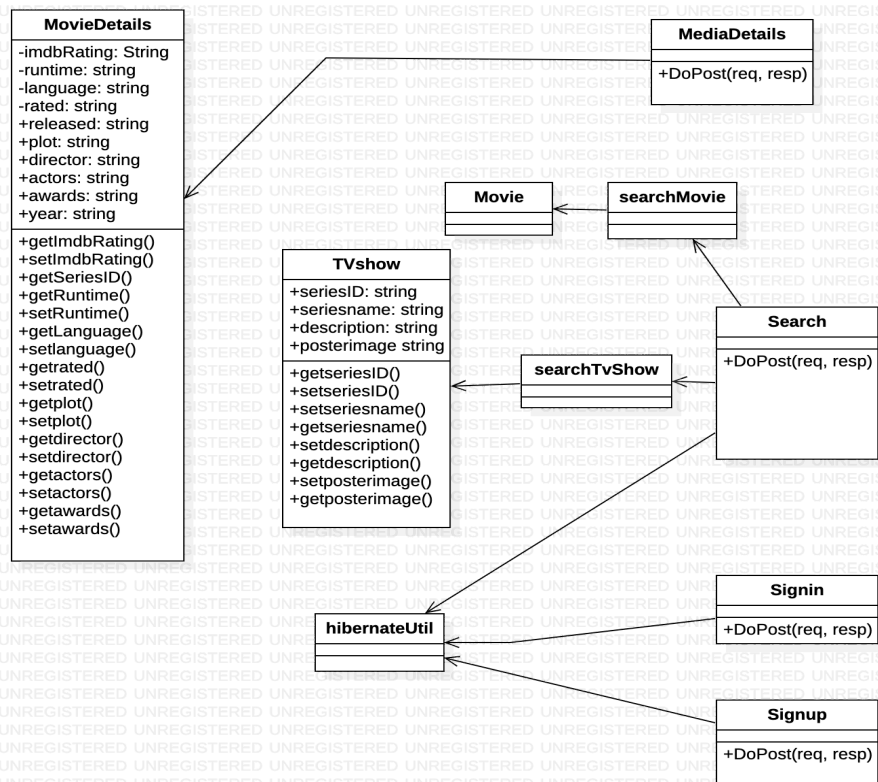 MovieDetails
-imdbRating: String
-runtime: string
-language: string
-rated: string
+released: string
+plot: string
+director: string
+actors: string
+awards: string
+year: string
+getImdbRating()
+setImdbRating()
+getSeriesID()
+getRuntime()
+setRuntime()
+getLanguage()
+setlanguage()
+getrated()
+setrated()
+getplot()
+setplot()
+getdirector()
+setdirector()
+getactors()
+setactors()
+getawards()
+setawards()
MediaDetails
+DoPost(req, resp)
Movie
searchMovie
TVshow
+seriesID: string
+seriesname: string
+description: string
+posterimage string
+getseriesID()
+setseriesID()
+setseriesname()
+getseriesname()
+setdescription()
+getdescription()
+setposterimage()
+getposterimage()
searchTvShow
Search
+DoPost(req, resp)
hibernateUtil
Signin
+DoPost(req, resp)
Signup
+DoPost(req, resp)
UNREGISTERED